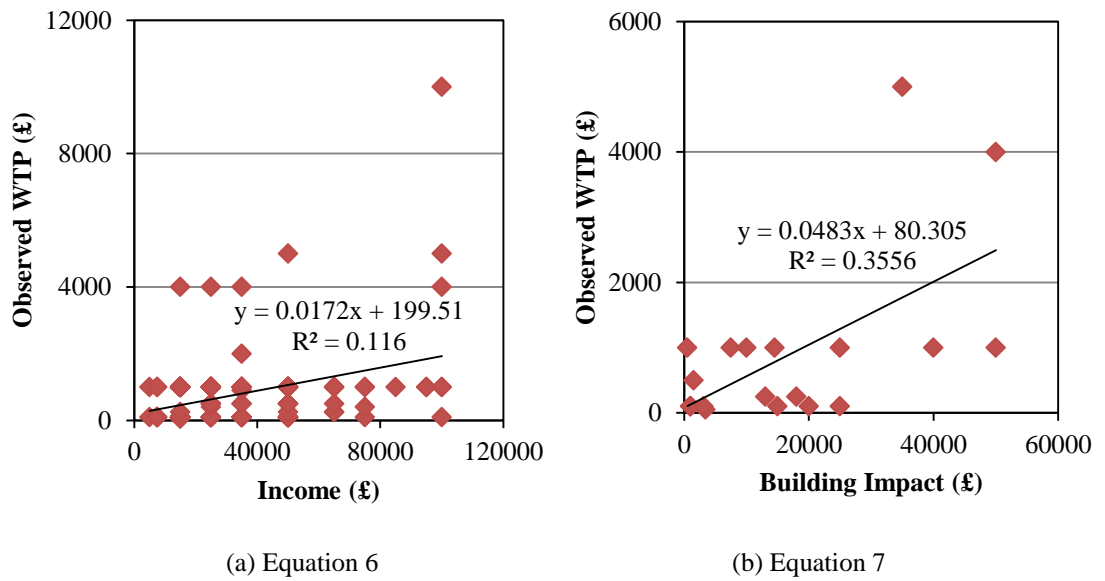 12000
8000
4000
0
Observed WTP (£)
y = 0.0172x + 199.51
R² = 0.116
0 40000 80000 120000
Income (£)
(a) Equation 6
6000
4000
2000
0
Observed WTP (£)
y = 0.0483x + 80.305
R² = 0.3556
0 20000 40000 60000
Building Impact (£)
(b) Equation 7